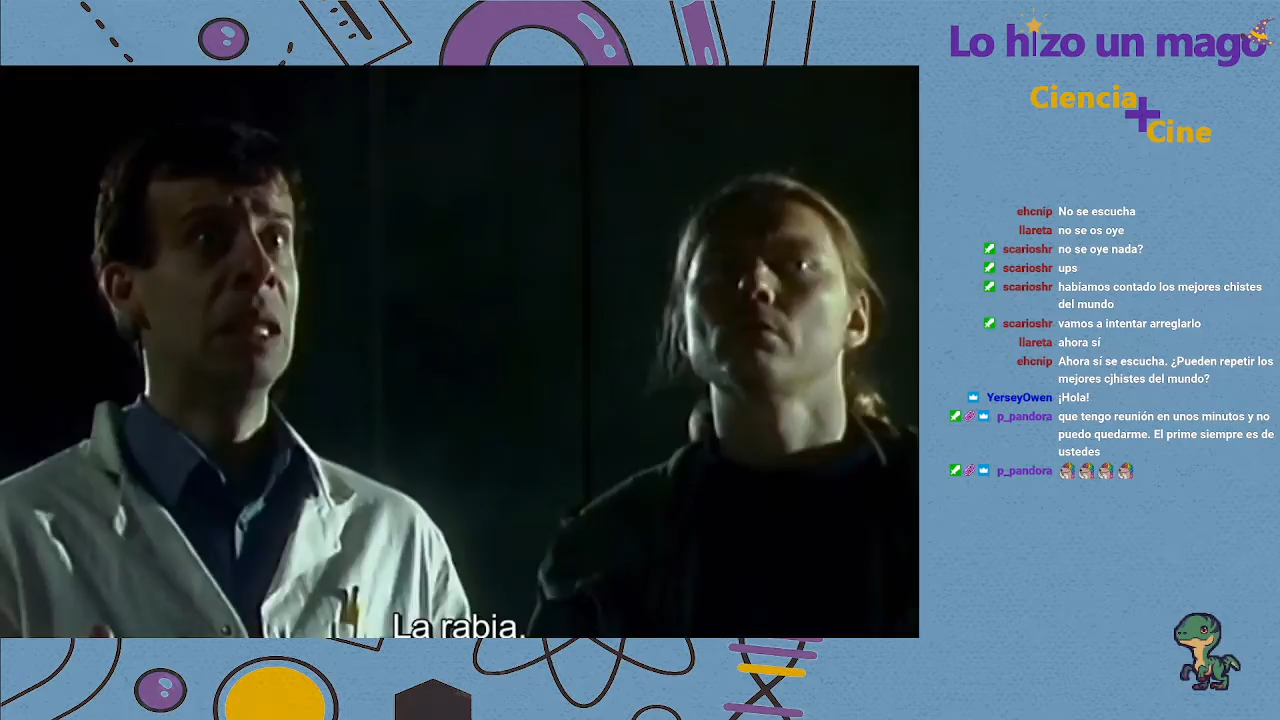 Lo hizo un mago
Ciencia
+
Cine
ehcnip No se escucha
llareta no se os oye
scarioshr no se oye nada?
scarioshr ups
scarioshr habíamos contado los mejores chistes
del mundo
scarioshr vamos a intentar arreglarlo
llareta ahora sí
ehcnip Ahora sí se escucha. ¿Pueden repetir los
mejores cjhistes del mundo?
YerseyOwen ¡Hola!
p_pandora que tengo reunión en unos minutos y no
puedo quedarme. El prime siempre es de
ustedes
p_pandora
La rabia.